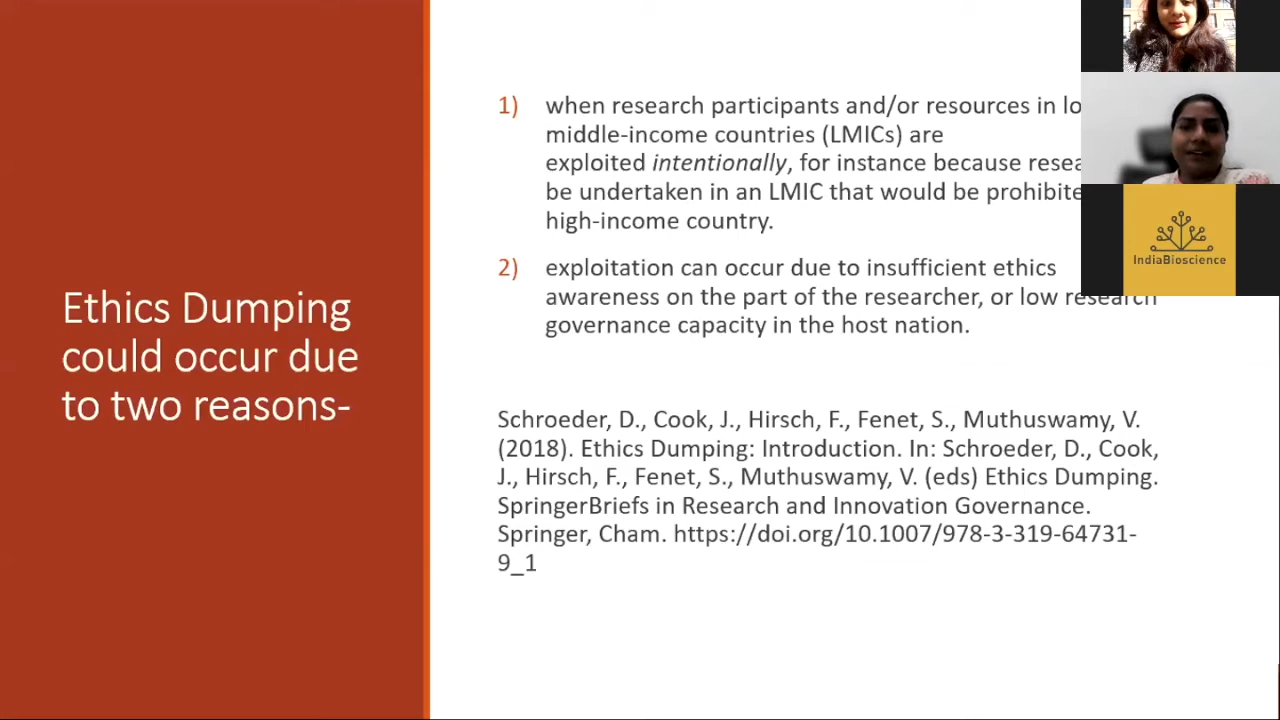 Ethics Dumping
could occur due
to two reasons-
1) when research participants and/or resources in
middle-income countries (LMICs) are
exploited intentionally, for instance because
be undertaken in an LMIC that would be
high-income country.
2) exploitation can occur due to insufficient ethics
awareness on the part of the researcher, or low research
governance capacity in the host nation.
Schroeder, D., Cook, J., Hirsch, F., Fenet, S., Muthuswamy, V.
(2018). Ethics Dumping: Introduction. In: Schroeder, D., Cook,
J., Hirsch, F., Fenet, S., Muthuswamy, V. (eds) Ethics Dumping.
SpringerBriefs in Research and Innovation Governance.
Springer, Cham. https://doi.org/10.1007/978-3-319-64731-
9_1
IndiaBioscience